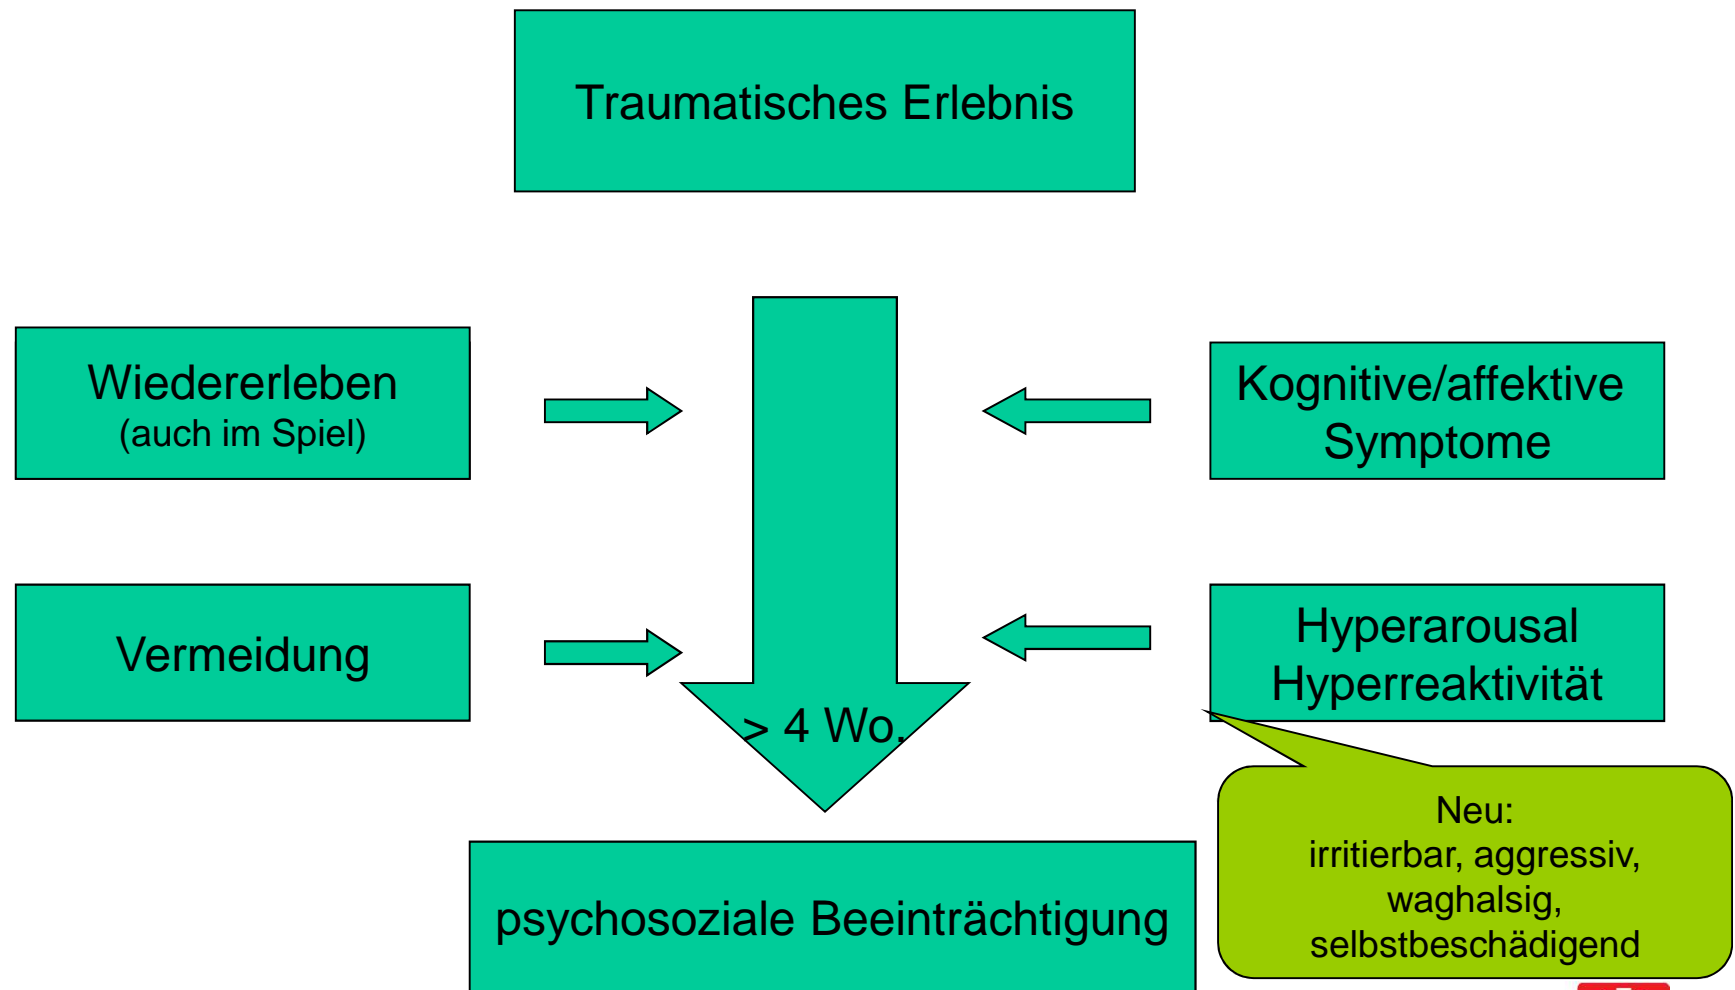 Traumatisches Erlebnis
Wiedererleben
(auch im Spiel)
Kognitive/affektive
Symptome
Vermeidung
Hyperarousal
Hyperreaktivität
> 4 Wo.
Neu:
irritierbar, aggressiv,
waghalsig,
selbstbeschädigend
psychosoziale Beeinträchtigung